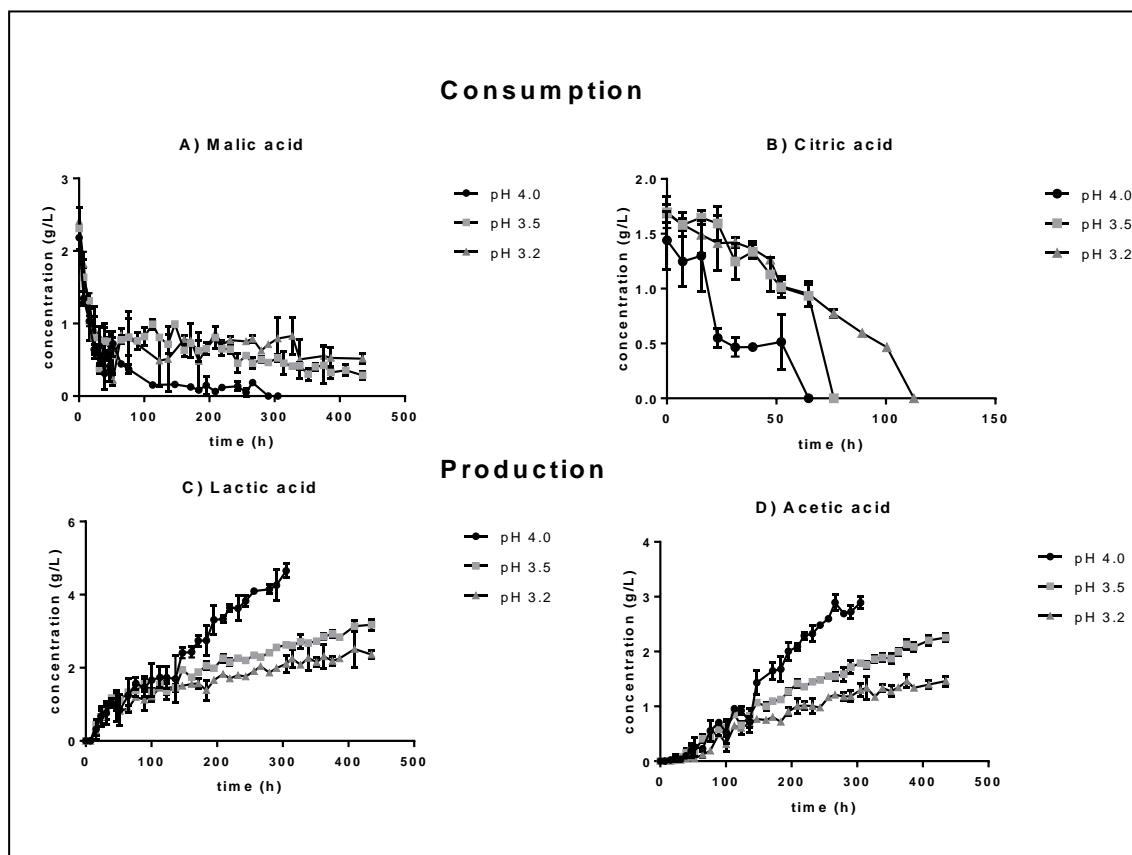 Consumption
A) Malic acid
concentration (g/L)
3
2
1
0
0 100 200 300 400 500
time (h)
pH 4.0
pH 3.5
pH 3.2
B) Citric acid
concentration (g/L)
2.0
1.5
1.0
0.5
0.0
0 50 100 150
time (h)
pH 4.0
pH 3.5
pH 3.2
Production
C) Lactic acid
concentration (g/L)
6
4
2
0
0 100 200 300 400 500
time (h)
pH 4.0
pH 3.5
pH 3.2
D) Acetic acid
concentration (g/L)
4
3
2
1
0
0 100 200 300 400 500
time (h)
pH 4.0
pH 3.5
pH 3.2